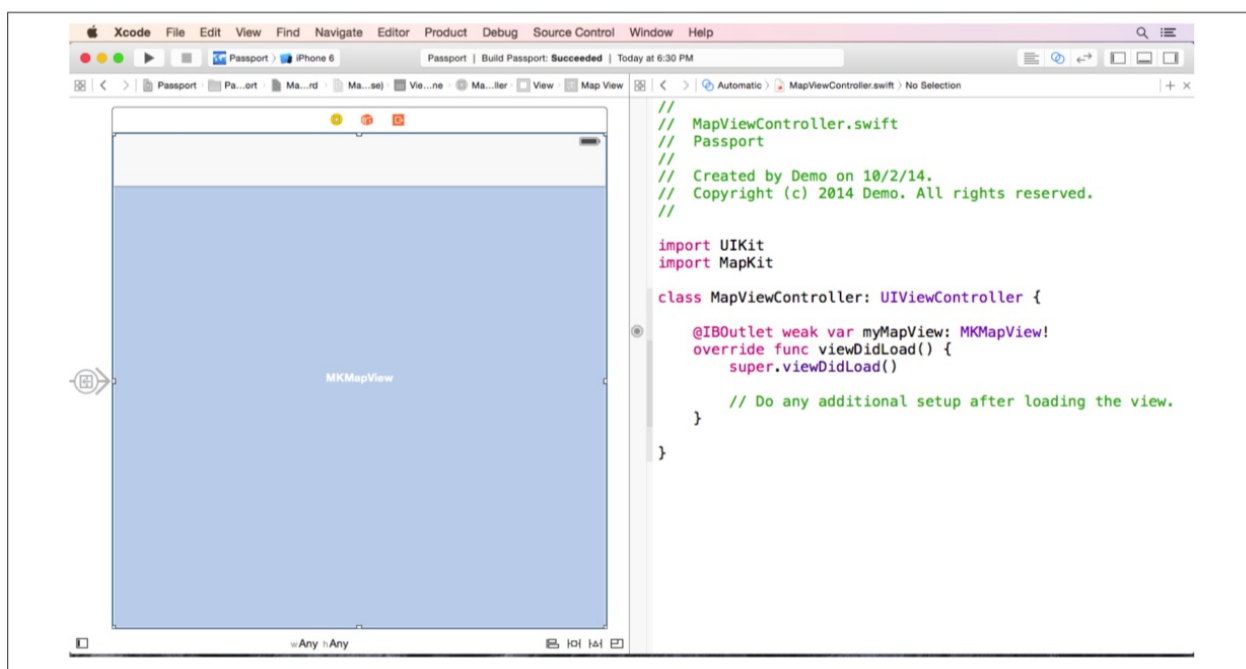 Xcode File Edit View Find Navigate Editor Product Debug Source Control Window Help
Passport 〉 iPhone 6
Passport | Build Passport: Succeeded | Today at 6:30 PM
Passport 〉 Pa...ort 〉 Ma...rd 〉 Ma...se) 〉 Vie...ne 〉 Ma...ller 〉 View 〉 Map View
Automatic 〉 MapViewController.swift 〉 No Selection
//
// MapViewController.swift
// Passport
//
// Created by Demo on 10/2/14.
// Copyright (c) 2014 Demo. All rights reserved.
//
import UIKit
import MapKit
class MapViewController: UIViewController {
@IBOutlet weak var myMapView: MKMapView!
override func viewDidLoad() {
super.viewDidLoad()
// Do any additional setup after loading the view.
}
}
MKMapView
wAny hAny